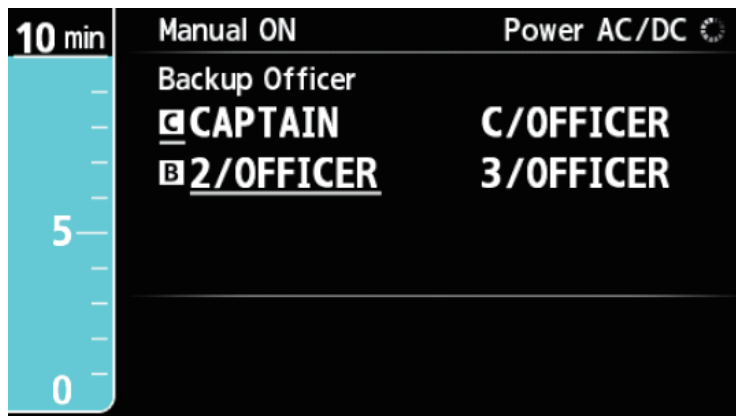 10 min
Manual ON Power AC/DC
Backup Officer
C CAPTAIN C/OFFICER
B 2/OFFICER 3/OFFICER
5
0